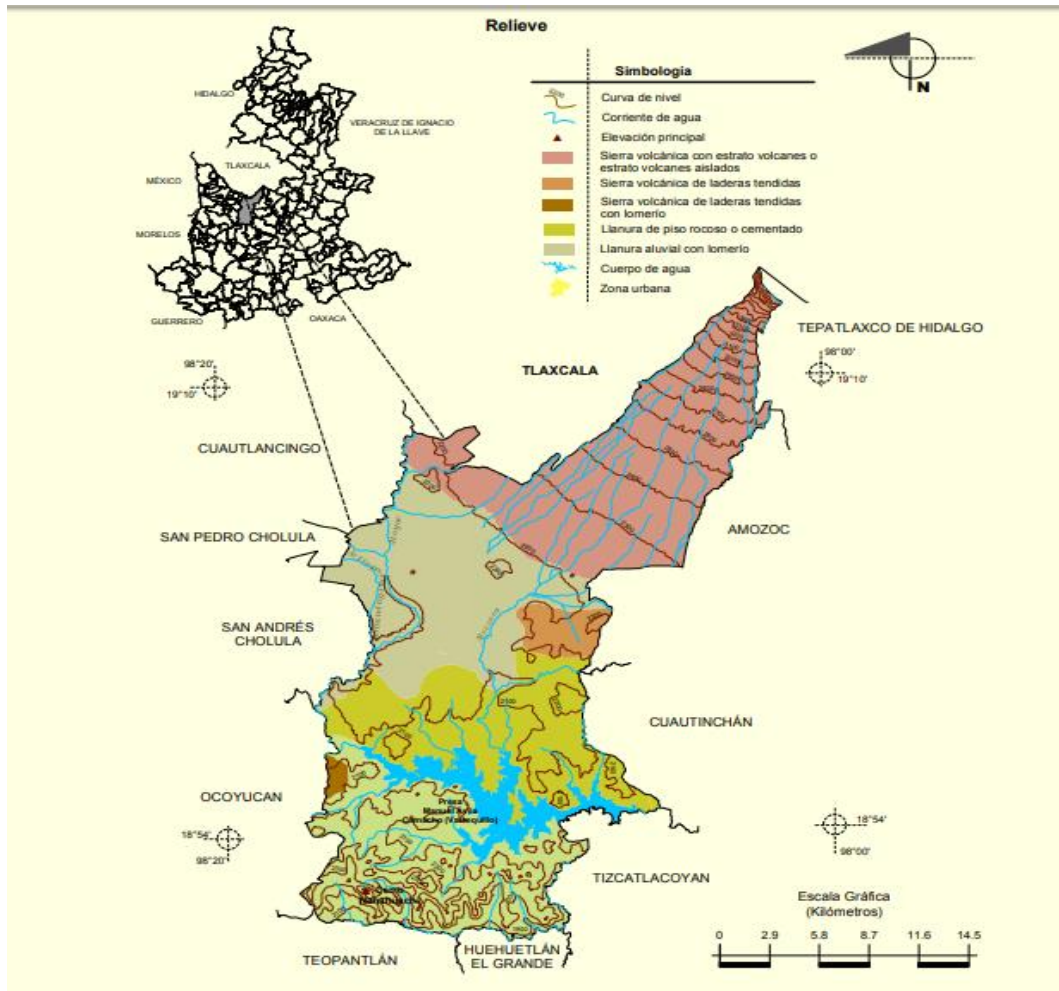 Relieve
Simbología
Curva de nivel
Corriente de agua
Elevación principal
Sierra volcánica con estrato volcanes o
estrato volcanes aislados
Sierra volcánica de laderas tendidas
Sierra volcánica de laderas tendidas
con lomerío
Llanura de piso rocoso o cementado
Llanura aluvial con lomerío
Cuerpo de agua
Zona urbana
N
HIDALGO
VERACRUZ DE IGNACIO
DE LA LLAVE
TLAXCALA
MÉXICO
MORELOS
GUERRERO
OAXACA
98°20'
19°10'
TLAXCALA
TEPATLAXCO DE HIDALGO
98°00'
19°10'
CUAUTLANCINGO
SAN PEDRO CHOLULA
AMOZOC
SAN ANDRÉS
CHOLULA
CUAUTINCHÁN
OCOYUCAN
Presa
Manuel Ávila
Camacho (Valsequillo)
18°54'
98°20'
18°54'
98°00'
TIZCATLACOYAN
TEOPANTLÁN
HUEHUETLÁN
EL GRANDE
Escala Gráfica
(Kilómetros)
0 2.9 5.8 8.7 11.6 14.5